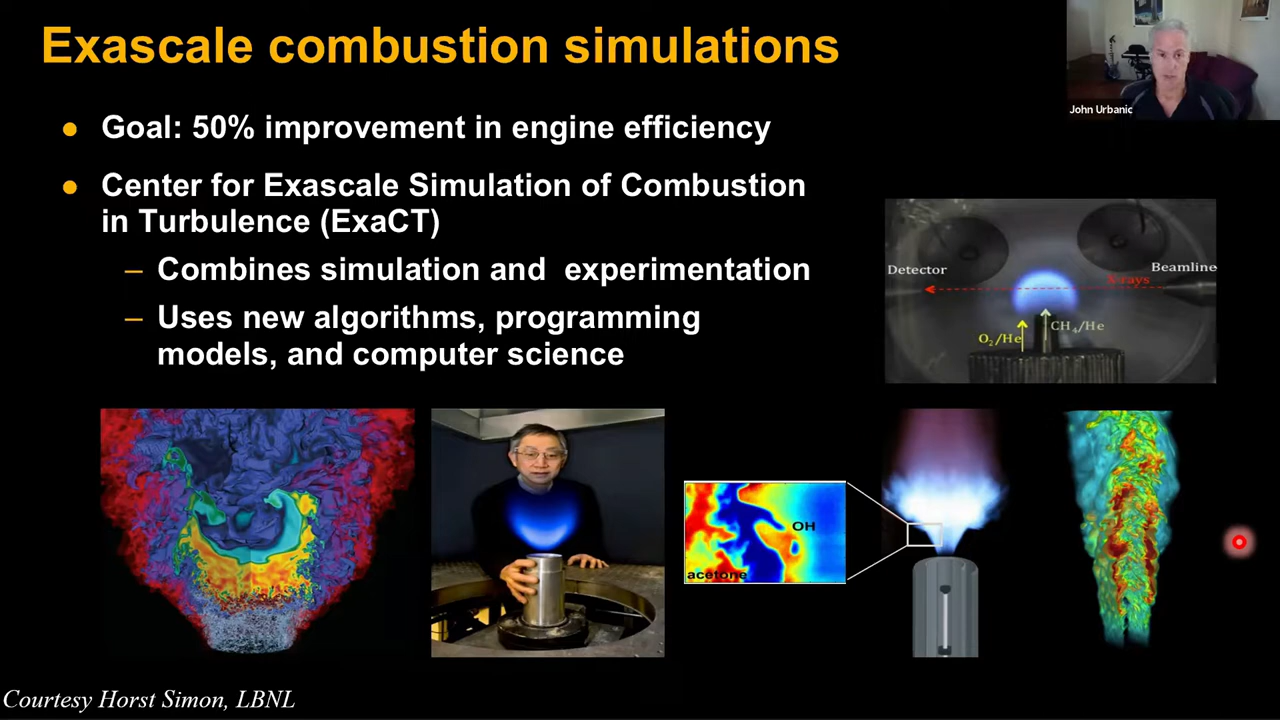 Exascale combustion simulations
John Urbanic
● Goal: 50% improvement in engine efficiency
● Center for Exascale Simulation of Combustion
in Turbulence (ExaCT)
– Combines simulation and experimentation
– Uses new algorithms, programming
models, and computer science
Detector
Beamline
X-rays
O₂/He
CH₄/He
OH
acetone
Courtesy Horst Simon, LBNL